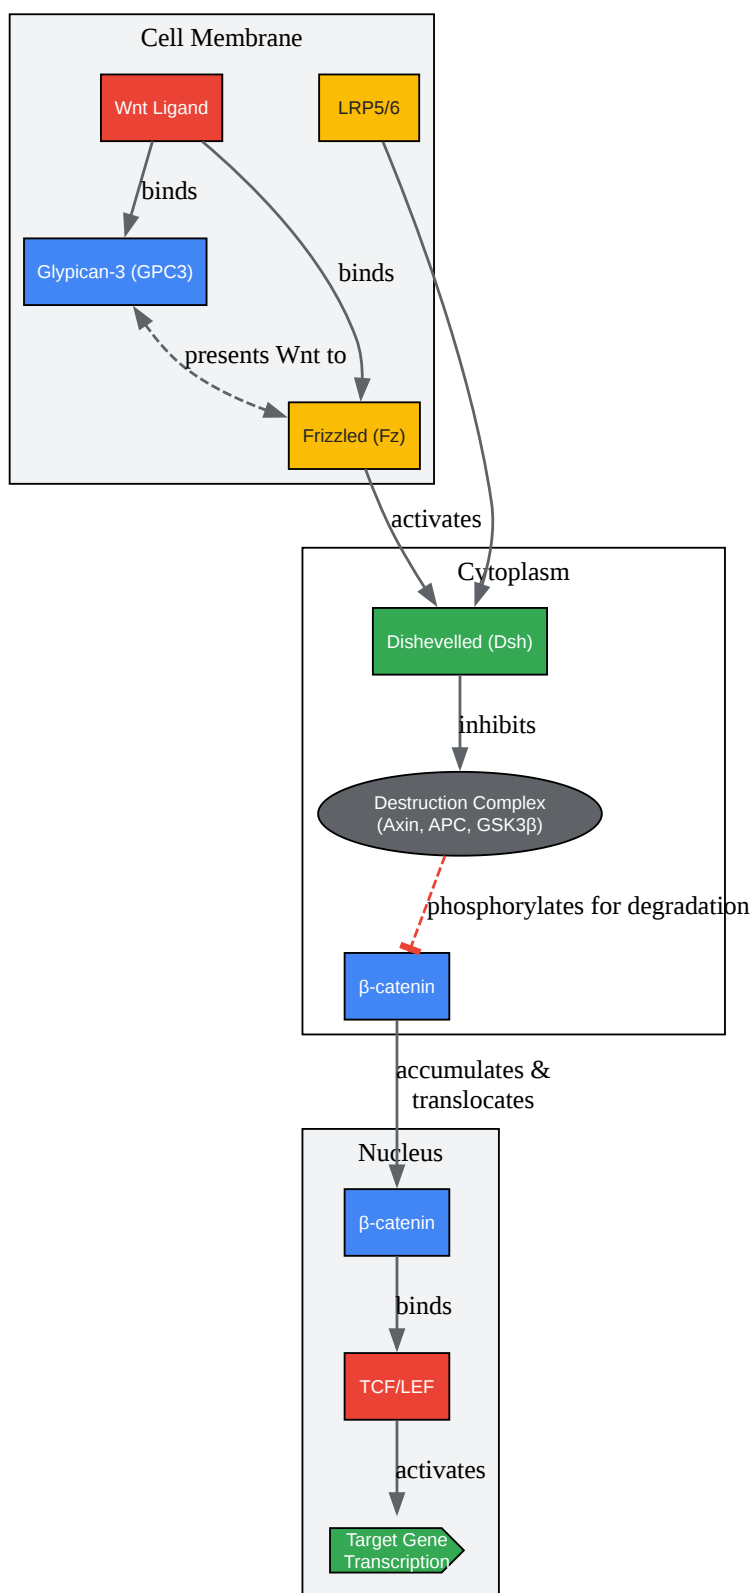 Cell Membrane
Wnt Ligand
LRP5/6
binds
Glypican-3 (GPC3)
binds
presents Wnt to
Frizzled (Fz)
activates
Cytoplasm
Dishevelled (Dsh)
inhibits
Destruction Complex
(Axin, APC, GSK3β)
phosphorylates for degradation
β-catenin
accumulates &
translocates
Nucleus
β-catenin
binds
TCF/LEF
activates
Target Gene
Transcription